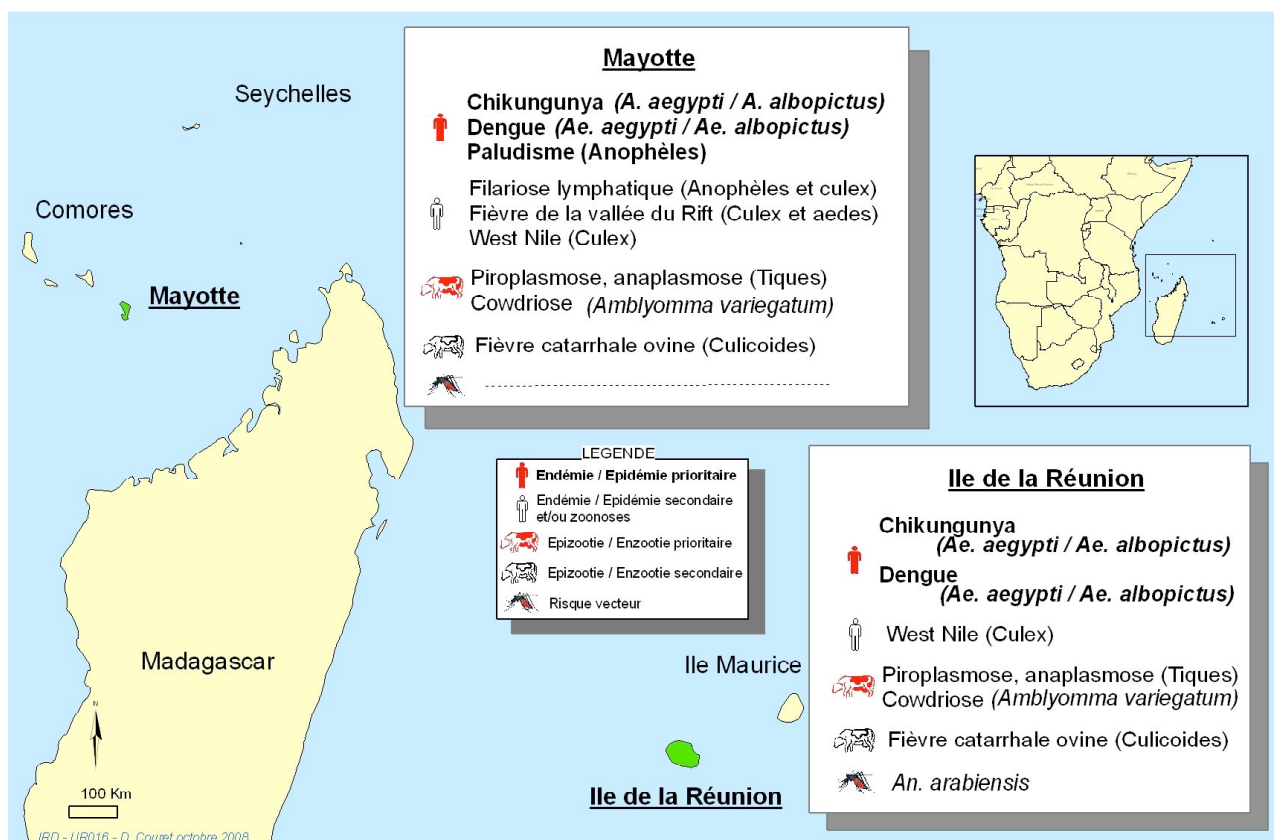 Seychelles
Comores
Mayotte
Madagascar
N
100 Km
IRD - UR016 - D. Couret octobre 2008
Mayotte
Chikungunya (A. aegypti / A. albopictus)
Dengue (Ae. aegypti / Ae. albopictus)
Paludisme (Anophèles)
Filariose lymphatique (Anophèles et culex)
Fièvre de la vallée du Rift (Culex et aedes)
West Nile (Culex)
Piroplasmose, anaplasmose (Tiques)
Cowdriose (Amblyomma variegatum)
Fièvre catarrhale ovine (Culicoides)
LEGENDE
Endémie / Epidémie prioritaire
Endémie / Epidémie secondaire
et/ou zoonoses
Epizootie / Enzootie prioritaire
Epizootie / Enzootie secondaire
Risque vecteur
Ile Maurice
Ile de la Réunion
Ile de la Réunion
Chikungunya
(Ae. aegypti / Ae. albopictus)
Dengue
(Ae. aegypti / Ae. albopictus)
West Nile (Culex)
Piroplasmose, anaplasmose (Tiques)
Cowdriose (Amblyomma variegatum)
Fièvre catarrhale ovine (Culicoides)
An. arabiensis